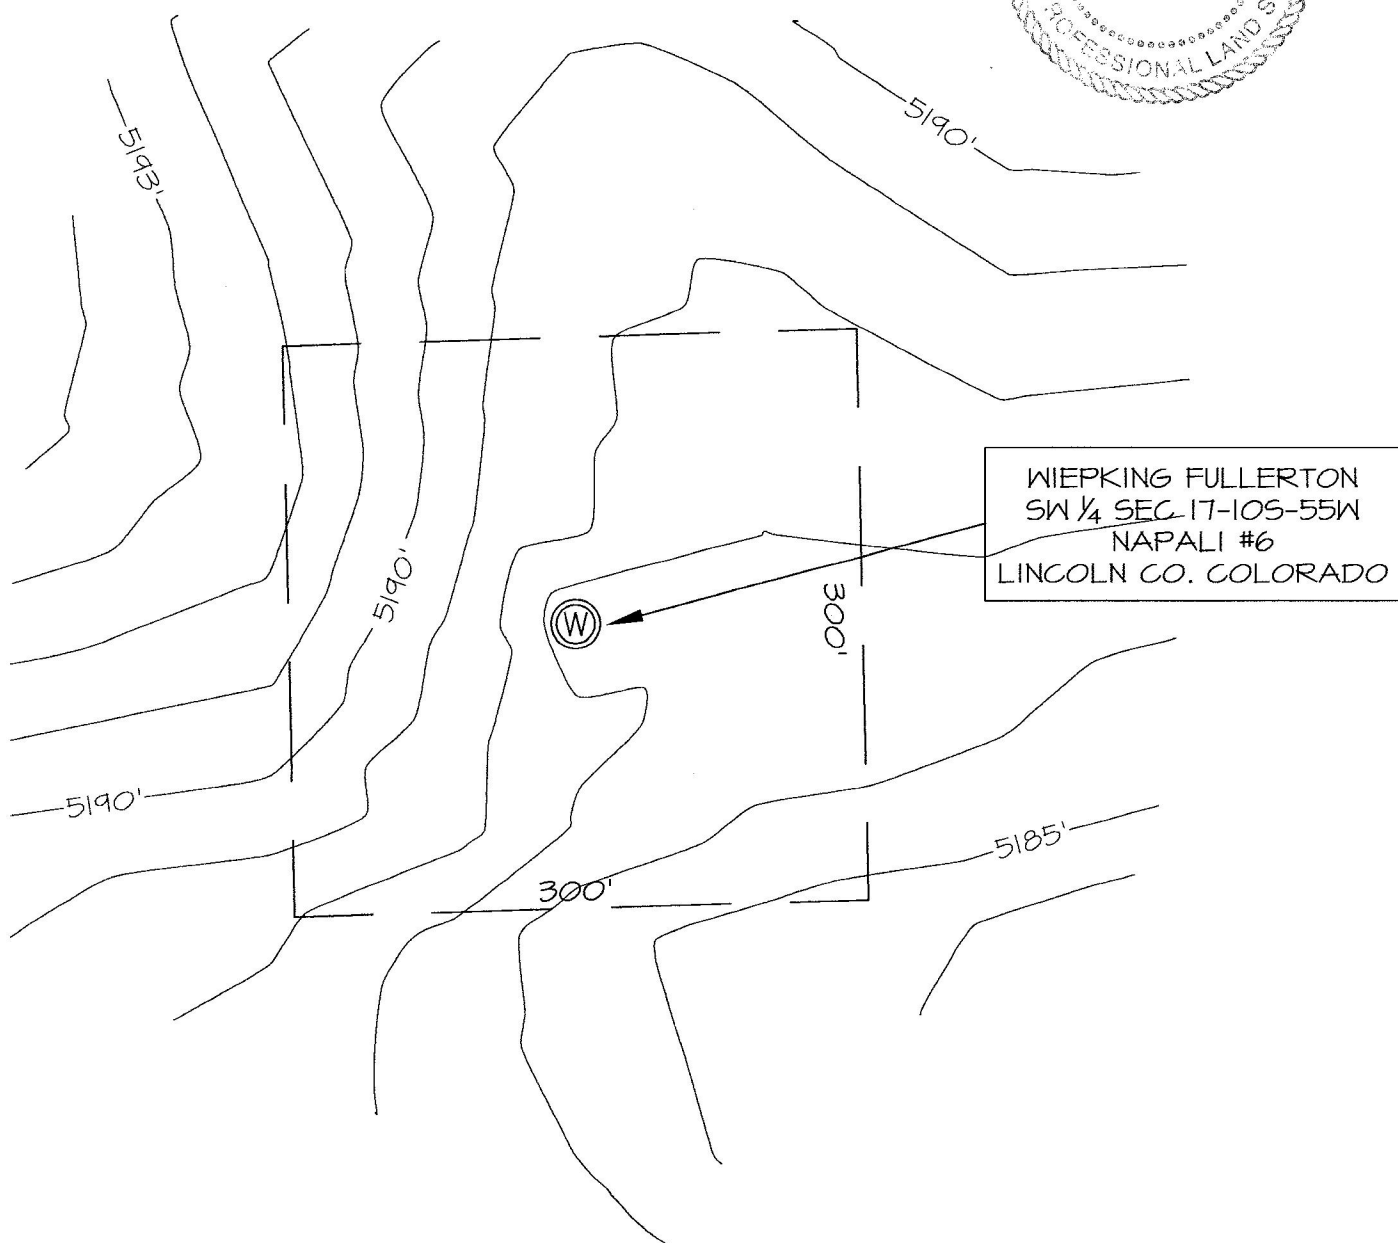 PROFESSIONAL LAND S
5190'
5193'
WIEPKING FULLERTON
SW ¼ SEC 17-10S-55W
NAPALI #6
LINCOLN CO. COLORADO
5190'
300'
W
5190'
5185'
300'